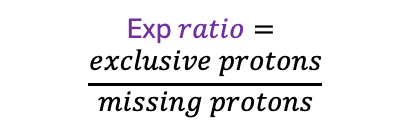 Exp ratio =
exclusive protons
missing protons